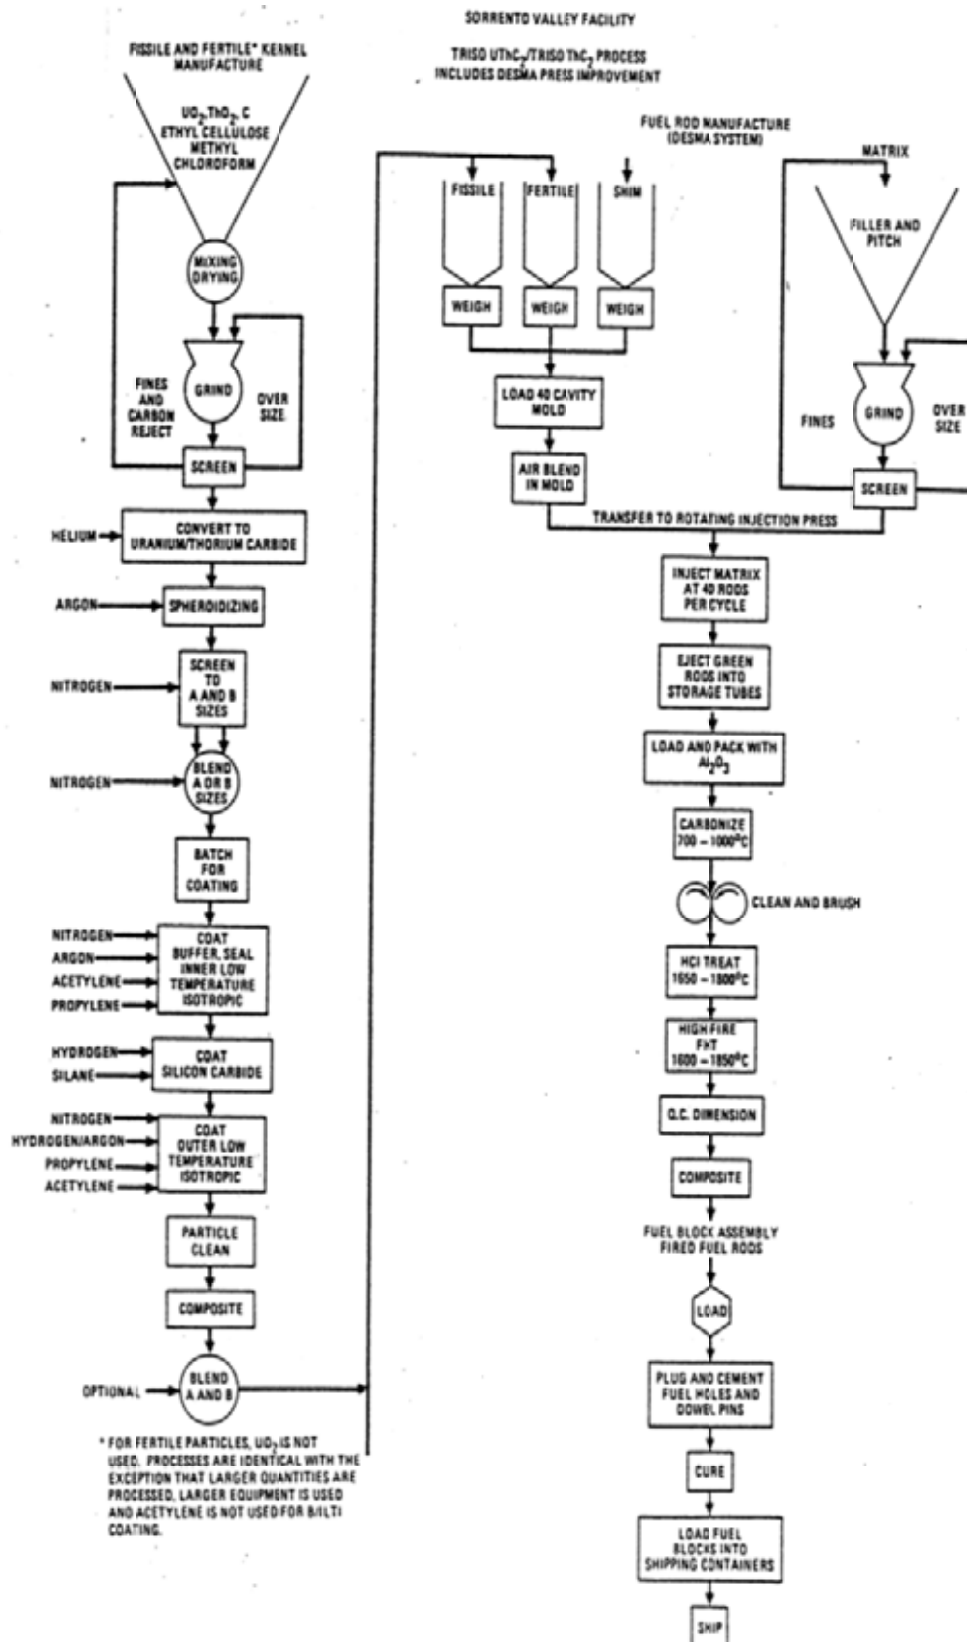 SORRENTO VALLEY FACILITY
TRISO UThC2/TRISO ThC2 PROCESS
INCLUDES DESMA PRESS IMPROVEMENT
FISSILE AND FERTILE* KERNEL
MANUFACTURE
UO2, ThO2, C
ETHYL CELLULOSE
METHYL
CHLOROFORM
MIXING
DRYING
GRIND
FINES
AND
CARBON
REJECT
OVER
SIZE
SCREEN
HELIUM
CONVERT TO
URANIUM/THORIUM CARBIDE
ARGON
SPHEROIDIZING
NITROGEN
SCREEN
TO
A AND B
SIZES
NITROGEN
BLEND
A OR B
SIZES
BATCH
FOR
COATING
NITROGEN
ARGON
ACETYLENE
PROPYLENE
COAT
BUFFER, SEAL
INNER LOW
TEMPERATURE
ISOTROPIC
HYDROGEN
SILANE
COAT
SILICON CARBIDE
NITROGEN
HYDROGEN/ARGON
PROPYLENE
ACETYLENE
COAT
OUTER LOW
TEMPERATURE
ISOTROPIC
PARTICLE
CLEAN
COMPOSITE
OPTIONAL
BLEND
A AND B
* FOR FERTILE PARTICLES, UO2 IS NOT
USED. PROCESSES ARE IDENTICAL WITH THE
EXCEPTION THAT LARGER QUANTITIES ARE
PROCESSED, LARGER EQUIPMENT IS USED
AND ACETYLENE IS NOT USED FOR B/ILTI
COATING.
FUEL ROD MANUFACTURE
(DESMA SYSTEM)
FISSILE
FERTILE
SHIM
WEIGH
WEIGH
WEIGH
LOAD 40 CAVITY
MOLD
AIR BLEND
IN MOLD
MATRIX
FILLER AND
PITCH
GRIND
FINES
OVER
SIZE
SCREEN
TRANSFER TO ROTATING INJECTION PRESS
INJECT MATRIX
AT 40 RODS
PER CYCLE
EJECT GREEN
RODS INTO
STORAGE TUBES
LOAD AND PACK WITH
Al2O3
CARBONIZE
700 – 1000°C
CLEAN AND BRUSH
HCl TREAT
1650 – 1800°C
HIGH FIRE
FHT
1600 – 1850°C
Q.C. DIMENSION
COMPOSITE
FUEL BLOCK ASSEMBLY
FIRED FUEL RODS
LOAD
PLUG AND CEMENT
FUEL HOLES AND
DOWEL PINS
CURE
LOAD FUEL
BLOCKS INTO
SHIPPING CONTAINERS
SHIP